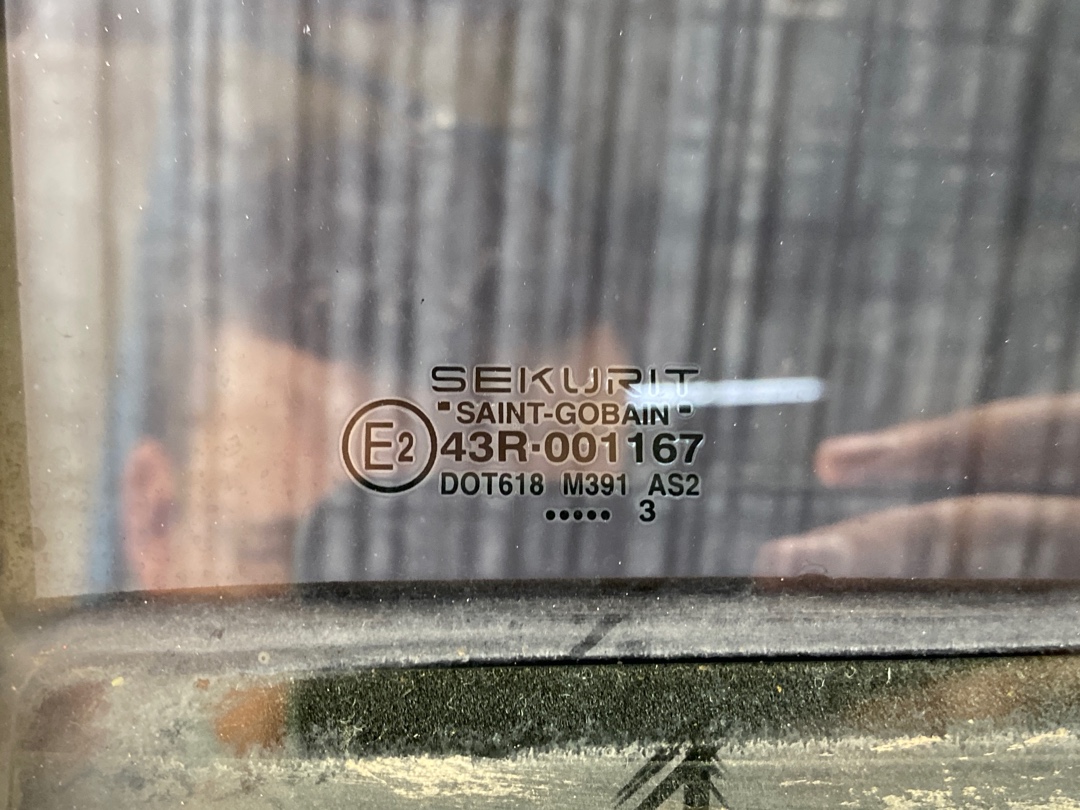 SEKURIT
SAINT-GOBAIN
E2 43R-001167
DOT618 M391 AS2
••••• 3